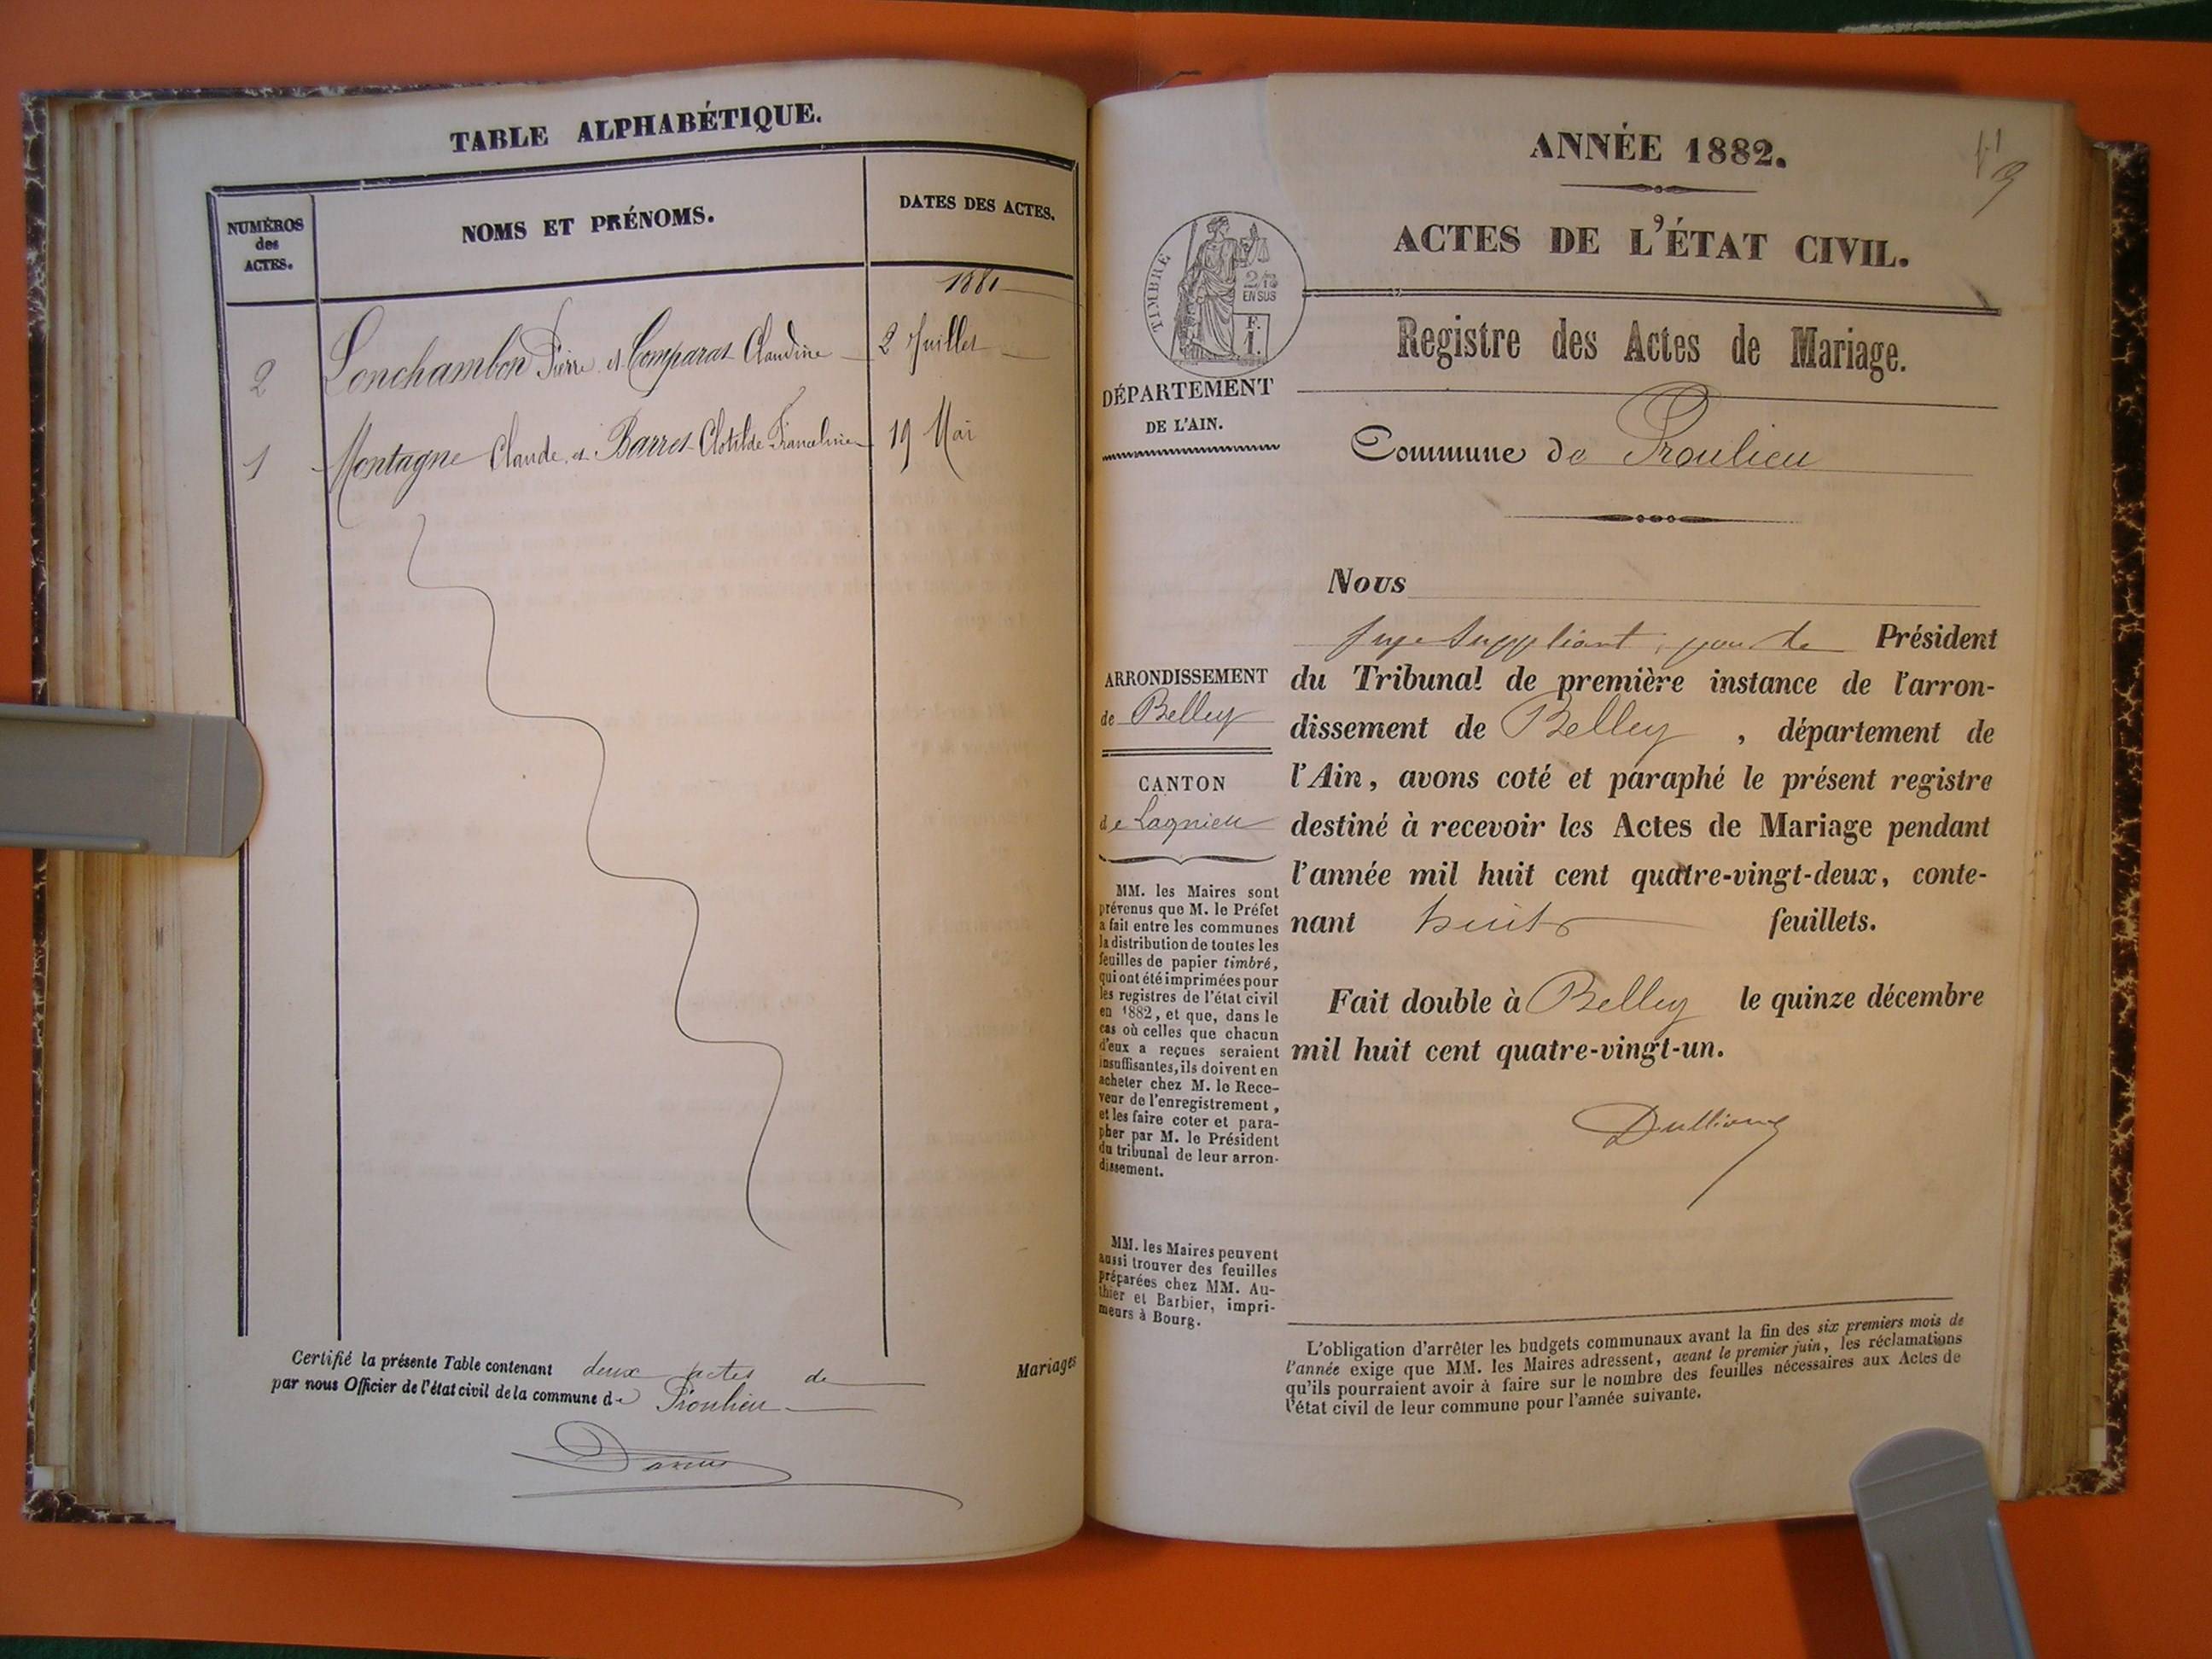 TABLE ALPHABÉTIQUE.
NUMÉROS
des
ACTES.
NOMS ET PRÉNOMS.
DATES DES ACTES.
1881
2 Lonchambon Pierre et Comparat Claudine 2 Juillet
1 Montagne Claude et Barret Clotilde Franceline 19 Mai
Certifié la présente Table contenant deux actes de Mariages
par nous Officier de l'état civil de la commune de Proulieu
ANNÉE 1882.
ACTES DE L'ÉTAT CIVIL.
TIMBRE
2/10
EN SUS
F.
1.
Registre des Actes de Mariage.
DÉPARTEMENT
DE L'AIN.
Commune de Proulieu
Nous
Juge Suppléant, pour le Président
du Tribunal de première instance de l'arron-
dissement de Belley, département de
l'Ain, avons coté et paraphé le présent registre
destiné à recevoir les Actes de Mariage pendant
l'année mil huit cent quatre-vingt-deux, conte-
nant huit feuillets.
Fait double à Belley le quinze décembre
mil huit cent quatre-vingt-un.
ARRONDISSEMENT
de Belley
CANTON
de Lagnieu
MM. les Maires sont
prévenus que M. le Préfet
a fait entre les communes
la distribution de toutes les
feuilles de papier timbré,
qui ont été imprimées pour
les registres de l'état civil
en 1882, et que, dans le
cas où celles que chacun
d'eux a reçues seraient
insuffisantes, ils doivent en
acheter chez M. le Rece-
veur de l'enregistrement,
et les faire coter et para-
pher par M. le Président
du tribunal de leur arron-
dissement.
MM. les Maires peuvent
aussi trouver des feuilles
préparées chez MM. Au-
thier et Barbier, impri-
meurs à Bourg.
L'obligation d'arrêter les budgets communaux avant la fin des six premiers mois de
l'année exige que MM. les Maires adressent, avant le premier juin, les réclamations
qu'ils pourraient avoir à faire sur le nombre des feuilles nécessaires aux Actes de
l'état civil de leur commune pour l'année suivante.